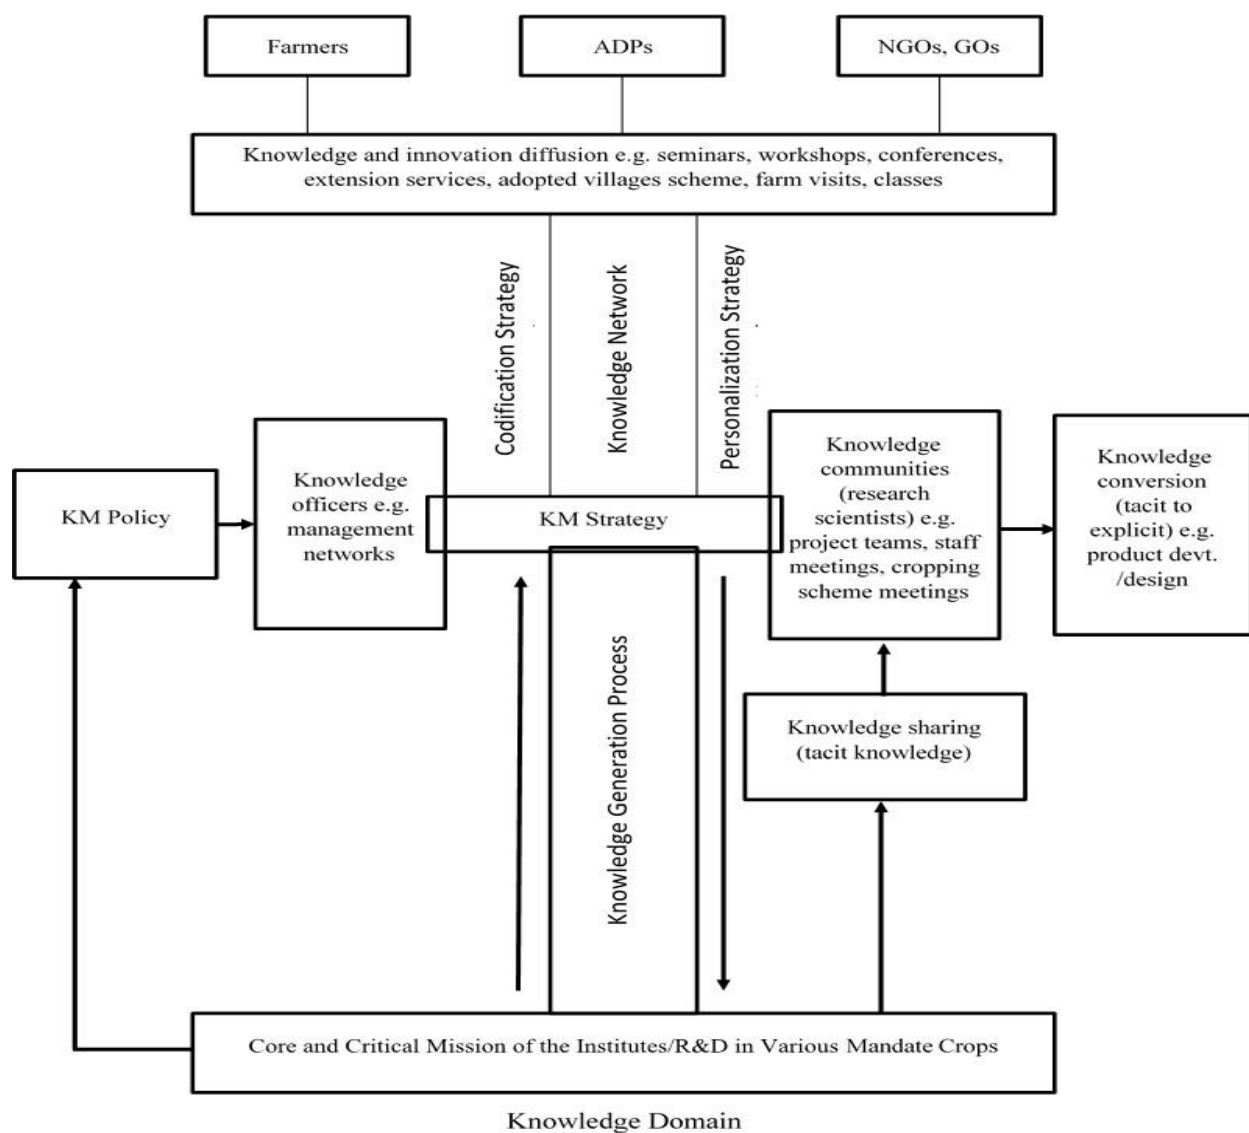 Farmers
ADPs
NGOs, GOs
Knowledge and innovation diffusion e.g. seminars, workshops, conferences,
extension services, adopted villages scheme, farm visits, classes
Codification Strategy
Knowledge Network
Personalization Strategy
KM Policy
Knowledge
officers e.g.
management
networks
KM Strategy
Knowledge
communities
(research
scientists) e.g.
project teams, staff
meetings, cropping
scheme meetings
Knowledge
conversion
(tacit to
explicit) e.g.
product devt.
/design
Knowledge Generation Process
Knowledge sharing
(tacit knowledge)
Core and Critical Mission of the Institutes/R&D in Various Mandate Crops
Knowledge Domain